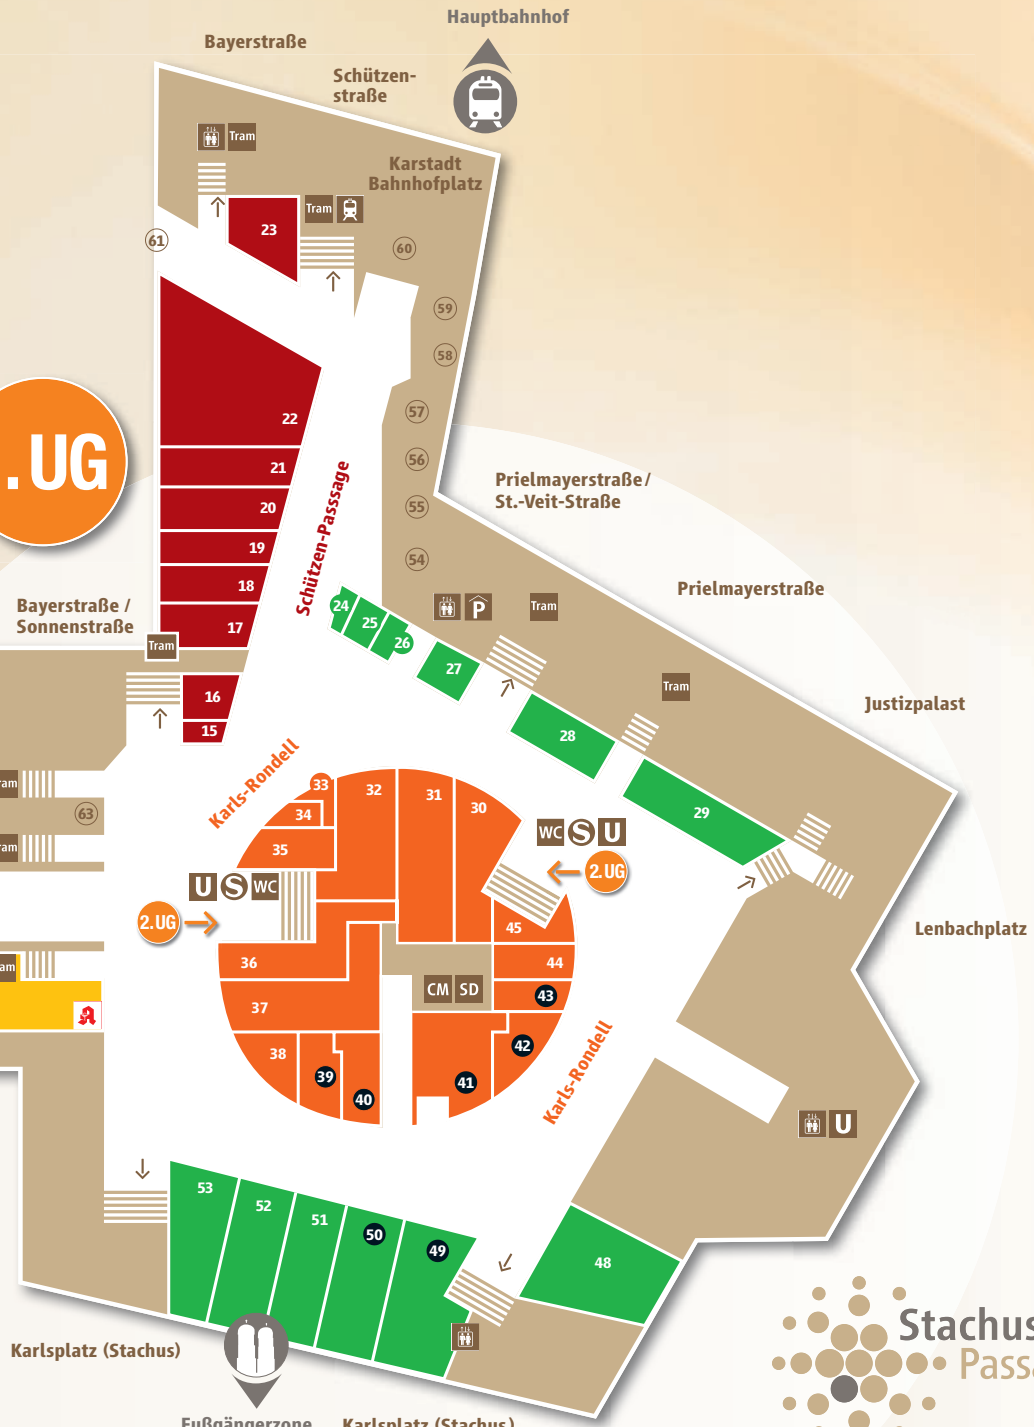 Hauptbahnhof
Bayerstraße
Schützen-
straße
Tram
Karstadt
Bahnhofplatz
Tram
23
61
60
59
58
22
57
.UG
21
56
Prielmayerstraße/
St.-Veit-Straße
20
55
Schützen-Passsage
19
54
18
Prielmayerstraße
Bayerstraße /
Sonnenstraße
24
P
Tram
17
25
26
Tram
27
16
Tram
Justizpalast
15
28
Karls-Rondell
33
32
31
30
63
34
29
35
WC S U
U S WC
2.UG
2.UG
45
Lenbachplatz
36
44
CM SD
43
37
42
38
39
41
40
Karls-Rondell
U
53
52
51
50
49
48
Stachus
Karlsplatz (Stachus)
Fußgängerzone
Karlsplatz (Stachus)